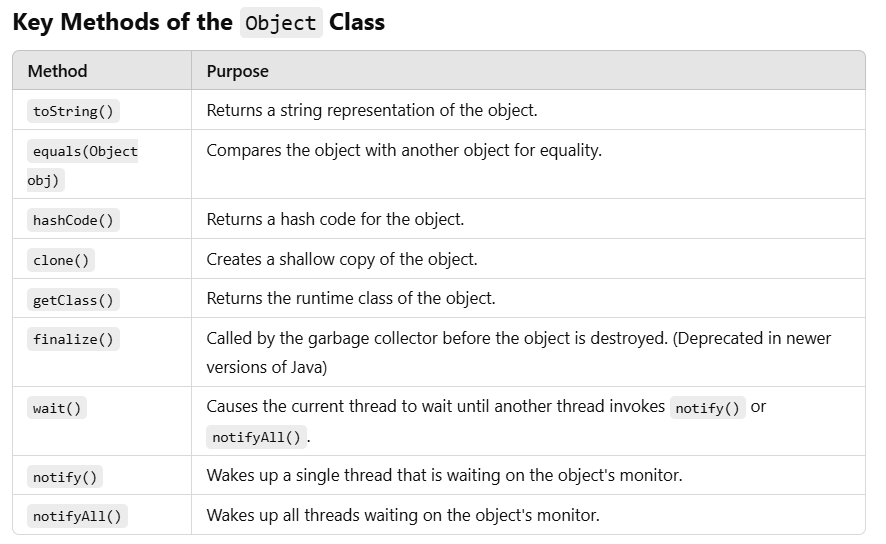 Key Methods of the Object Class
Method Purpose
toString() Returns a string representation of the object.
equals(Object Compares the object with another object for equality.
obj)
hashCode() Returns a hash code for the object.
clone() Creates a shallow copy of the object.
getClass() Returns the runtime class of the object.
finalize() Called by the garbage collector before the object is destroyed. (Deprecated in newer
versions of Java)
wait() Causes the current thread to wait until another thread invokes notify() or
notifyAll().
notify() Wakes up a single thread that is waiting on the object's monitor.
notifyAll() Wakes up all threads waiting on the object's monitor.